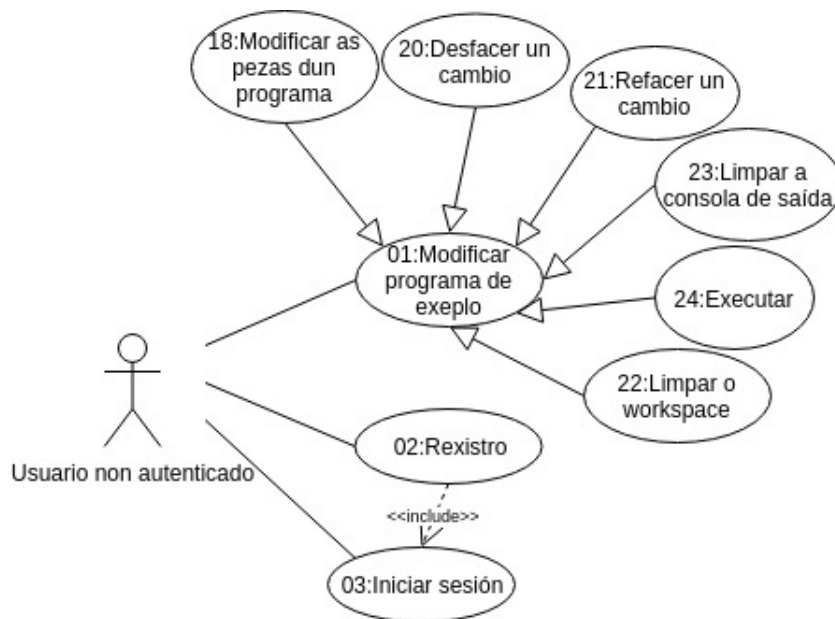 18:Modificar as
pezas dun
programa
20:Desfacer un
cambio
21:Refacer un
cambio
23:Limpar a
consola de saída
01:Modificar
programa de
exeplo
24:Executar
22:Limpar o
workspace
Usuario non autenticado
02:Rexistro
<<include>>
03:Iniciar sesión